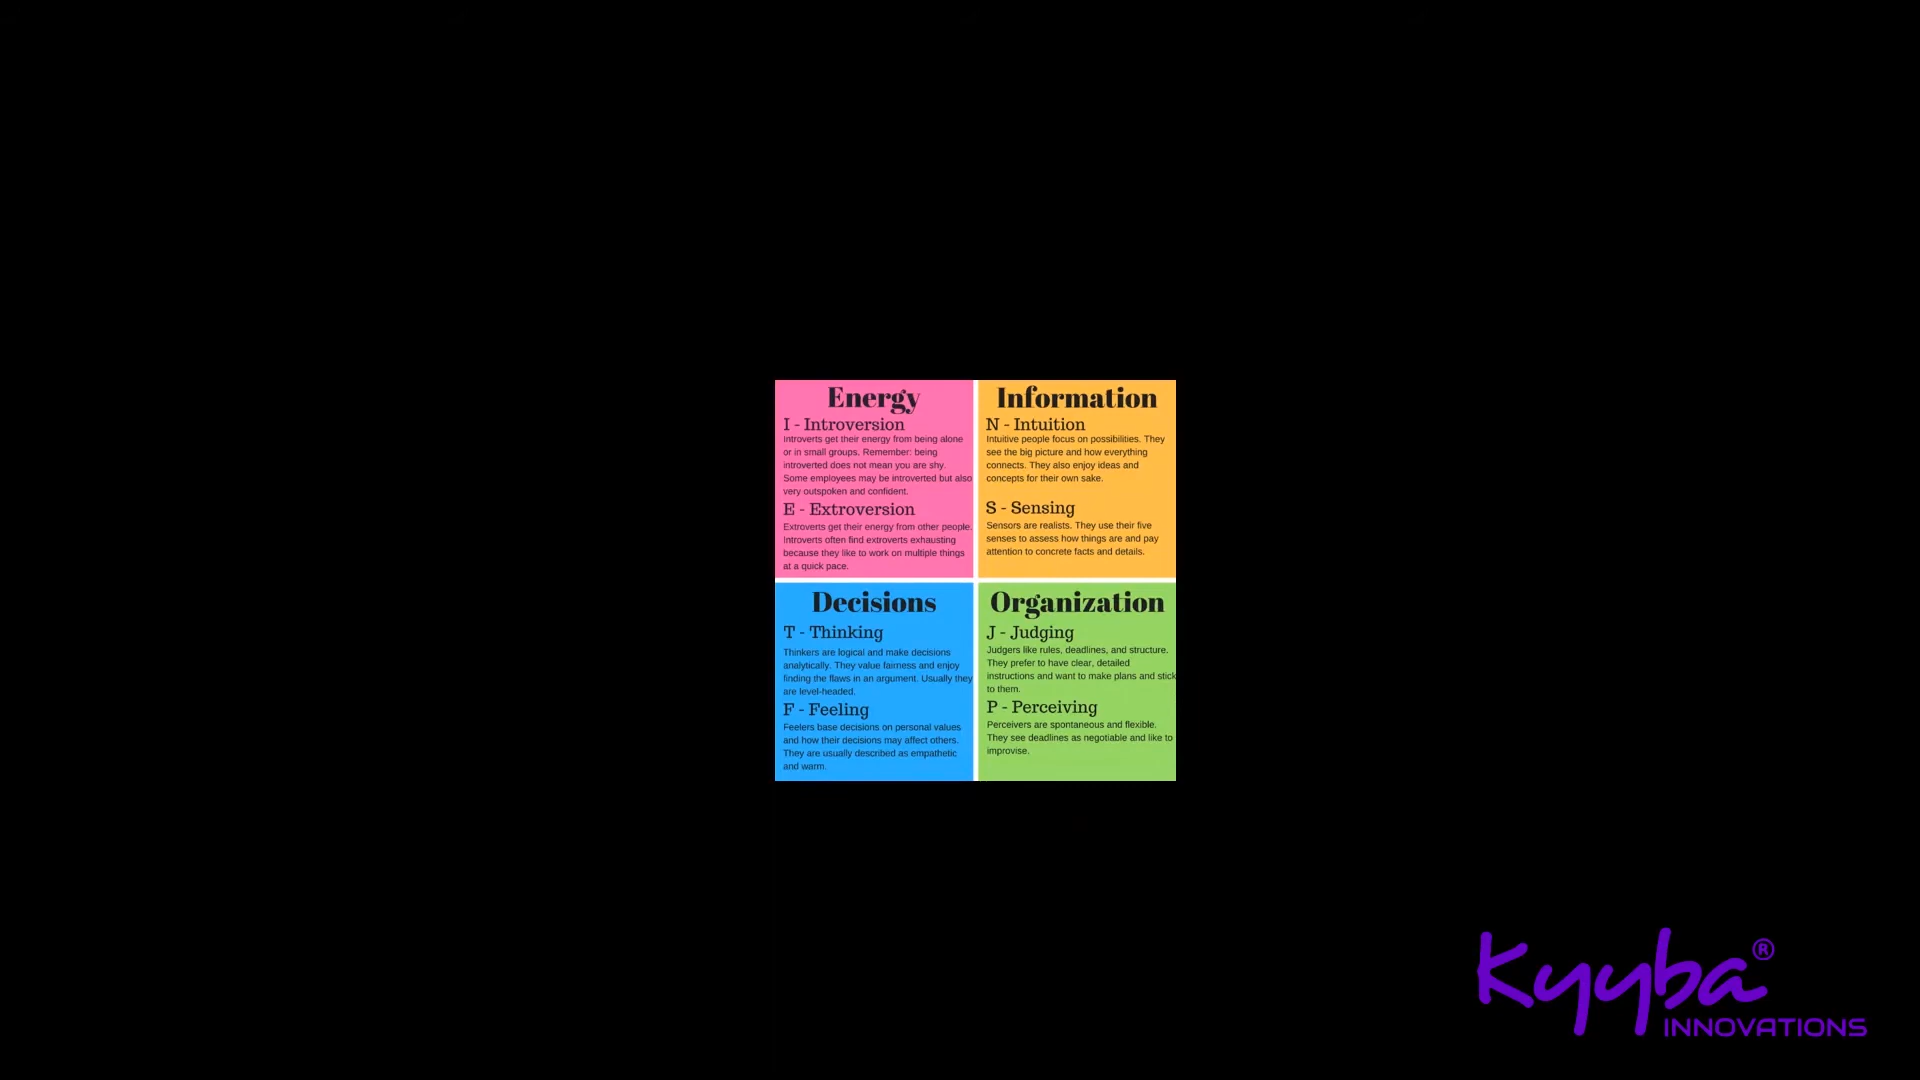 Energy
I - Introversion
Introverts get their energy from being alone
or in small groups. Remember: being
introverted does not mean you are shy.
Some employees may be introverted but also
very outspoken and confident.
E - Extroversion
Extroverts get their energy from other people.
Introverts often find extroverts exhausting
because they like to work on multiple things
at a quick pace.
Information
N - Intuition
Intuitive people focus on possibilities. They
see the big picture and how everything
connects. They also enjoy ideas and
concepts for their own sake.
S - Sensing
Sensors are realists. They use their five
senses to assess how things are and pay
attention to concrete facts and details.
Decisions
T - Thinking
Thinkers are logical and make decisions
analytically. They value fairness and enjoy
finding the flaws in an argument. Usually they
are level-headed.
F - Feeling
Feelers base decisions on personal values
and how their decisions may affect others.
They are usually described as empathetic
and warm.
Organization
J - Judging
Judgers like rules, deadlines, and structure.
They prefer to have clear, detailed
instructions and want to make plans and stick
to them.
P - Perceiving
Perceivers are spontaneous and flexible.
They see deadlines as negotiable and like to
improvise.
Kyyba®
INNOVATIONS